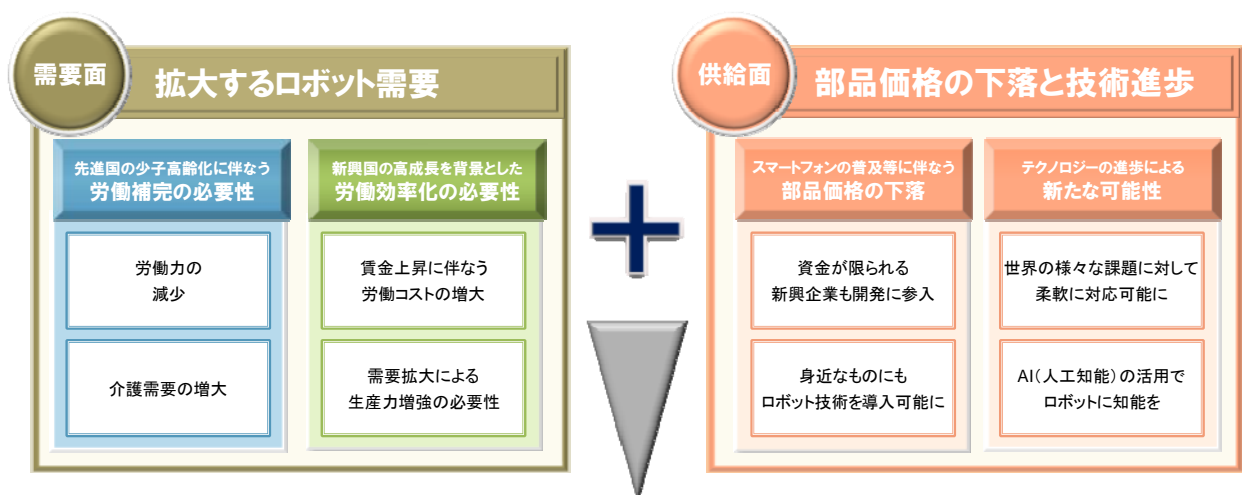 需要面
拡大するロボット需要
先進国の少子高齢化に伴なう
労働補完の必要性
労働力の
減少
介護需要の増大
新興国の高成長を背景とした
労働効率化の必要性
賃金上昇に伴なう
労働コストの増大
需要拡大による
生産力増強の必要性
供給面
部品価格の下落と技術進歩
スマートフォンの普及等に伴なう
部品価格の下落
資金が限られる
新興企業も開発に参入
身近なものにも
ロボット技術を導入可能に
テクノロジーの進歩による
新たな可能性
世界の様々な課題に対して
柔軟に対応可能に
AI（人工知能）の活用で
ロボットに知能を